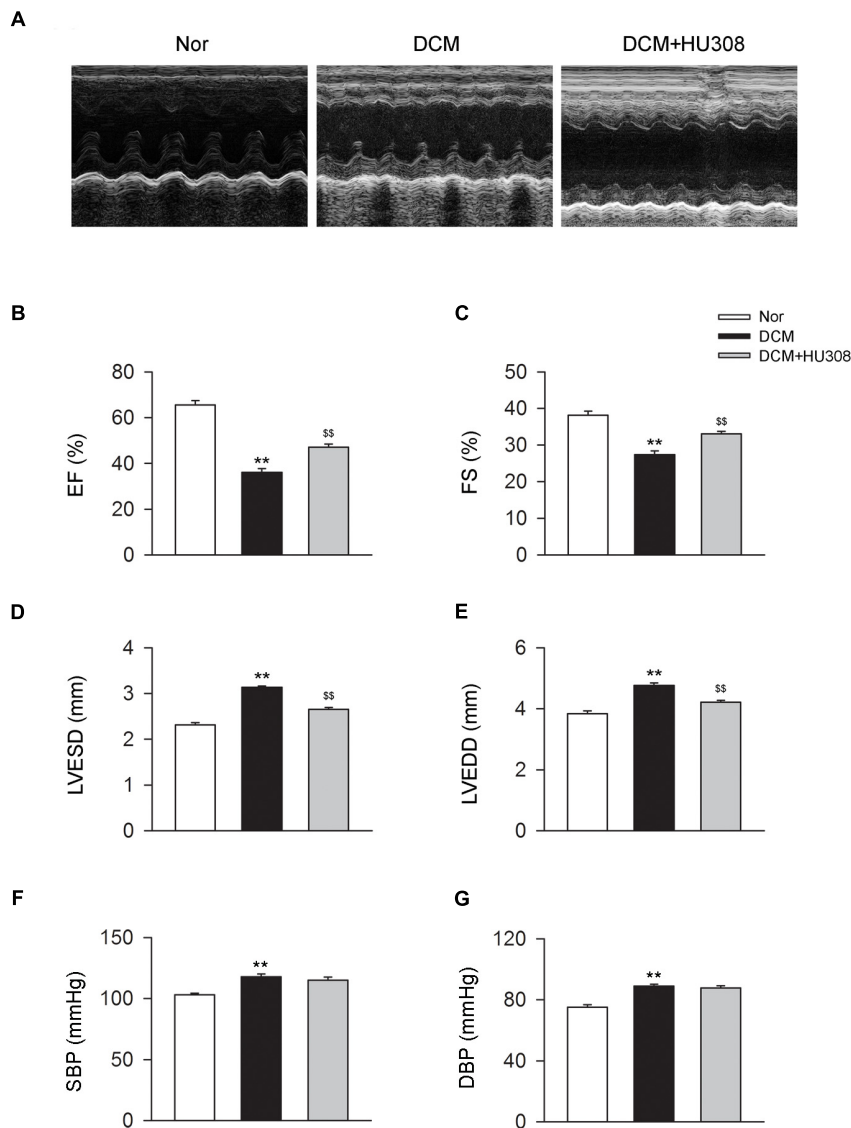 A
Nor DCM DCM+HU308
B
C
Nor
DCM
DCM+HU308
80
60
40
20
0
EF (%)
**
$$
50
40
30
20
10
0
FS (%)
**
$$
D
E
4
3
2
1
0
LVESD (mm)
**
$$
6
4
2
0
LVEDD (mm)
**
$$
F
G
150
100
50
0
SBP (mmHg)
**
120
80
40
0
DBP (mmHg)
**